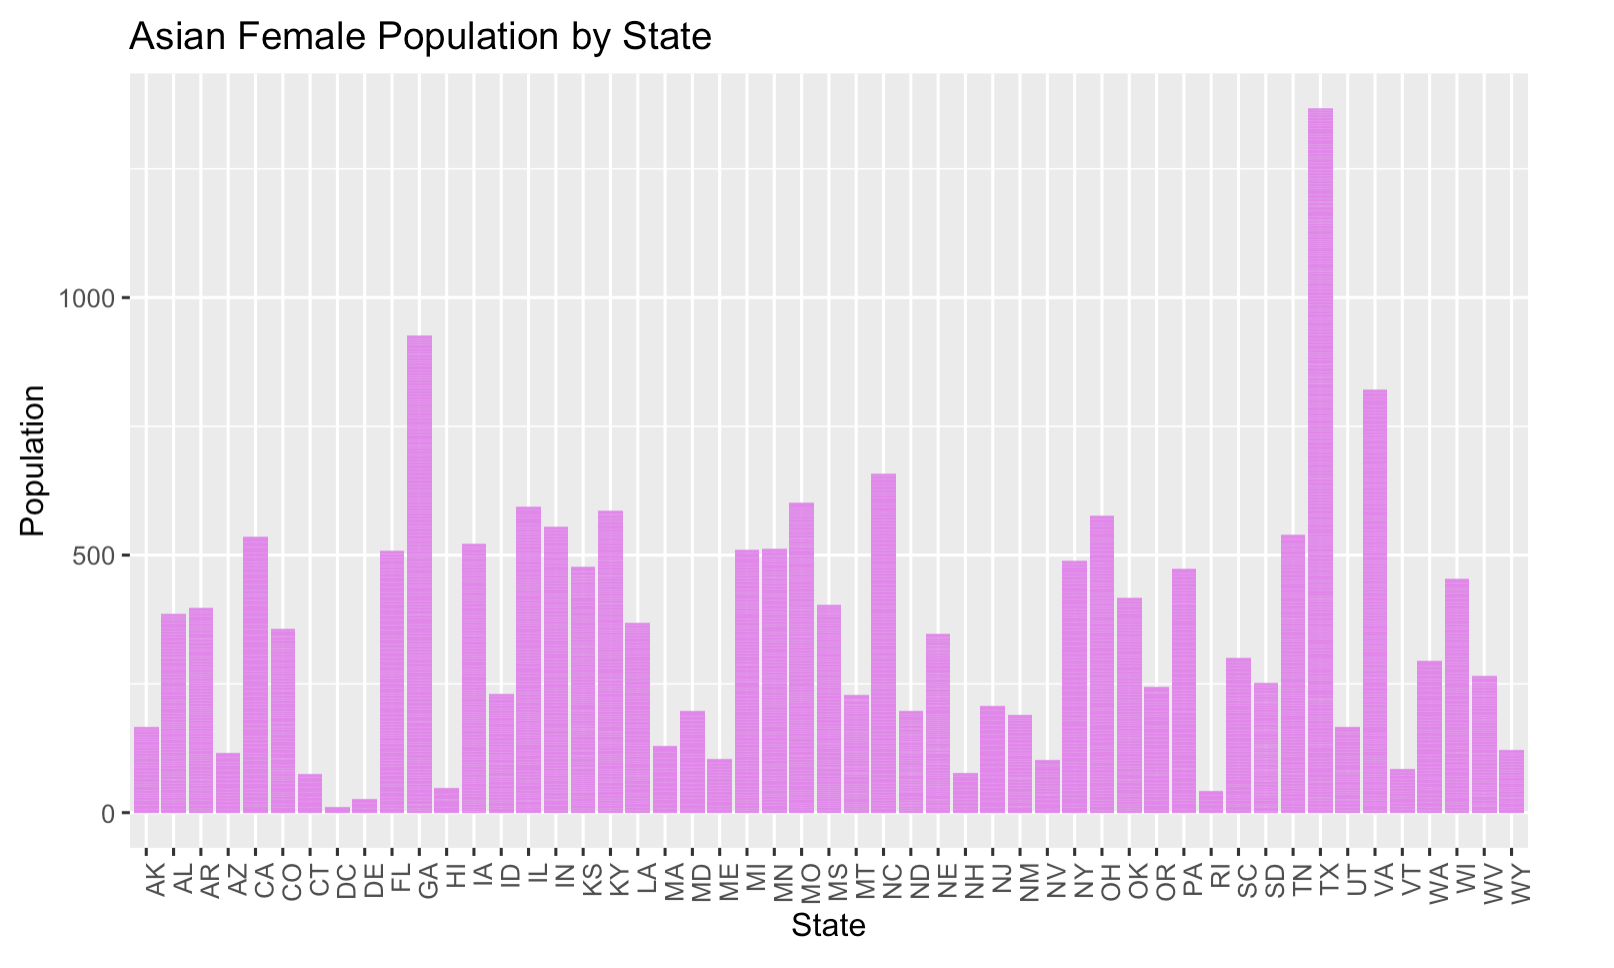 Asian Female Population by State
Population
1000
500
0
AK AL AR AZ CA CO CT DC DE FL GA HI IA ID IL IN KS KY LA MA MD ME MI MN MO MS MT NC ND NE NH NJ NM NV NY OH OK OR PA RI SC SD TN TX UT VA VT WA WI WV WY
State